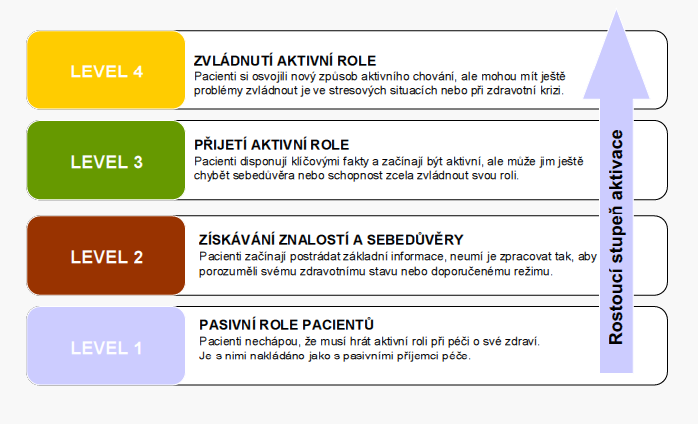 LEVEL 4
ZVLÁDNUTÍ AKTIVNÍ ROLE
Pacienti si osvojili nový způsob aktivního chování, ale mohou mít ještě
problémy zvládnout je ve stresových situacích nebo při zdravotní krizi.
LEVEL 3
PŘIJETÍ AKTIVNÍ ROLE
Pacienti disponují klíčovými fakty a začínají být aktivní, ale může jim ještě
chybět sebedůvěra nebo schopnost zcela zvládnout svou roli.
LEVEL 2
ZÍSKÁVÁNÍ ZNALOSTÍ A SEBEDŮVĚRY
Pacienti začínají postrádat základní informace, neumí je zpracovat tak, aby
porozuměli svému zdravotnímu stavu nebo doporučenému režimu.
LEVEL 1
PASIVNÍ ROLE PACIENTŮ
Pacienti nechápou, že musí hrát aktivní roli při péči o své zdraví.
Je s nimi nakládáno jako s pasivními příjemci péče.
Rostoucí stupeň aktivace